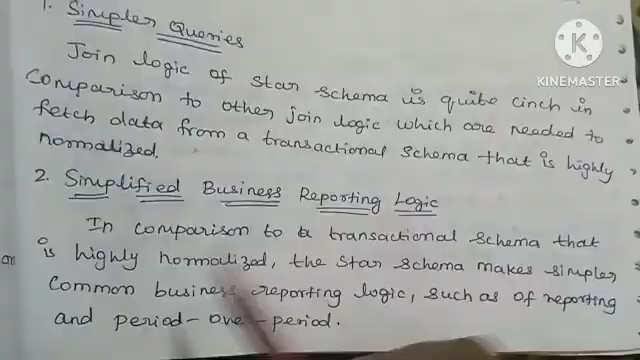 1. Simpler Queries
Join logic of star schema is quite cinch in
Comparison to other join logic which are needed to
fetch data from a transactional schema that is highly
normalized.
2. Simplified Business Reporting Logic
In comparison to a transactional schema that
is highly normalized, the star schema makes simpler
common business reporting logic, such as of reporting
and period-over-period.
K
KINEMASTER